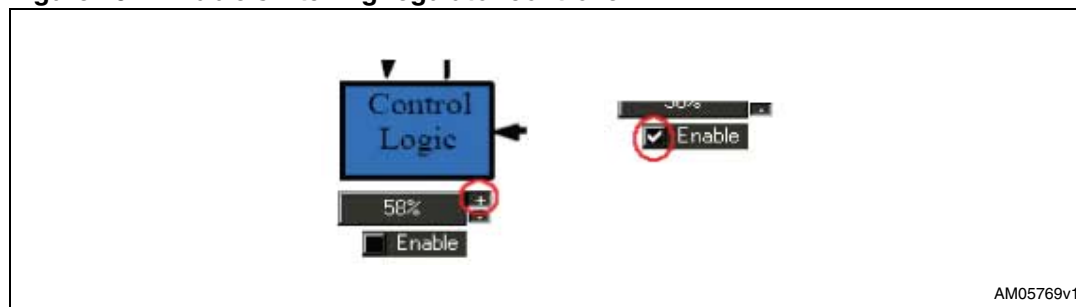 Control
Logic
58%
+
-
Enable
Enable
AM05769v1